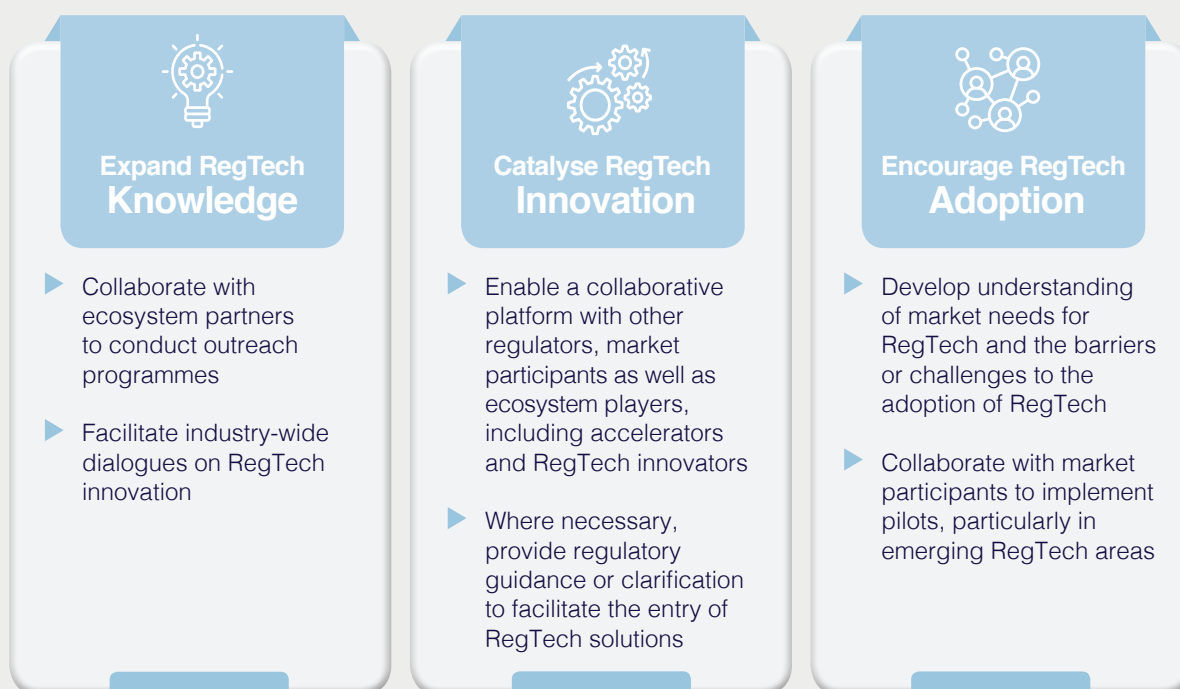 Expand RegTech
Knowledge
Collaborate with
ecosystem partners
to conduct outreach
programmes
Facilitate industry-wide
dialogues on RegTech
innovation
Catalyse RegTech
Innovation
Enable a collaborative
platform with other
regulators, market
participants as well as
ecosystem players,
including accelerators
and RegTech innovators
Where necessary,
provide regulatory
guidance or clarification
to facilitate the entry of
RegTech solutions
Encourage RegTech
Adoption
Develop understanding
of market needs for
RegTech and the barriers
or challenges to the
adoption of RegTech
Collaborate with market
participants to implement
pilots, particularly in
emerging RegTech areas